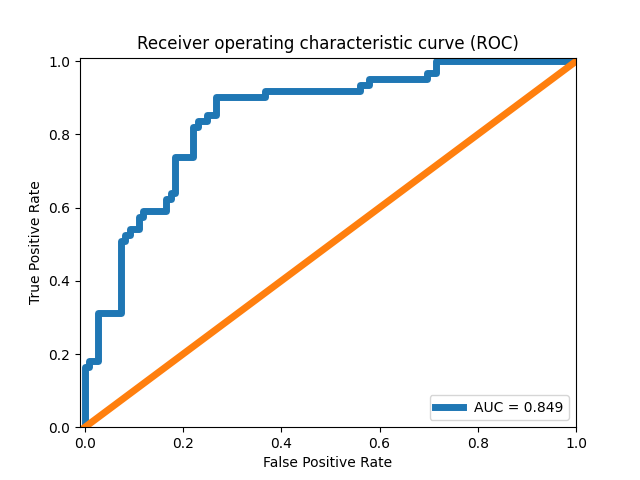 Receiver operating characteristic curve (ROC)
True Positive Rate
1.0
0.8
0.6
0.4
0.2
0.0
0.0 0.2 0.4 0.6 0.8 1.0
False Positive Rate
AUC = 0.849